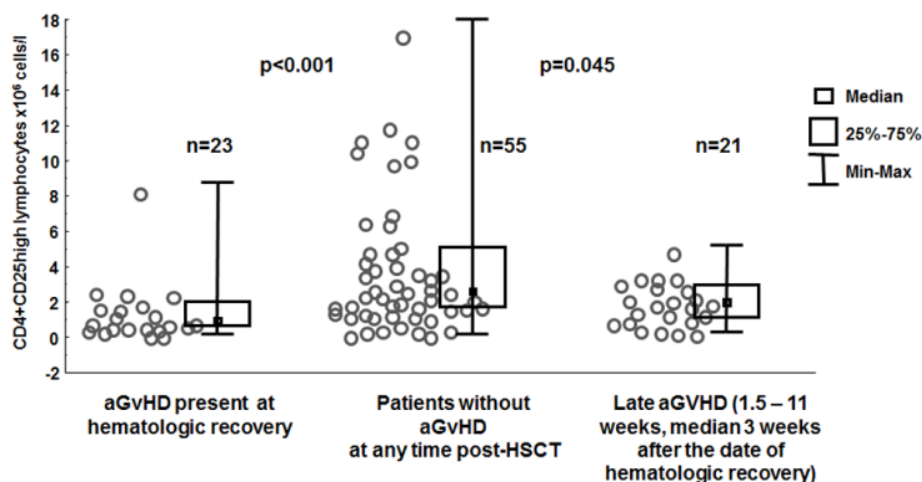 CD4+CD25high lymphocytes x10⁶ cells/l
18
16
14
12
10
8
6
4
2
0
-2
p<0.001
p=0.045
n=23
n=55
n=21
Median
25%-75%
Min-Max
aGvHD present at
hematologic recovery
Patients without
aGvHD
at any time post-HSCT
Late aGVHD (1.5 – 11
weeks, median 3 weeks
after the date of
hematologic recovery)